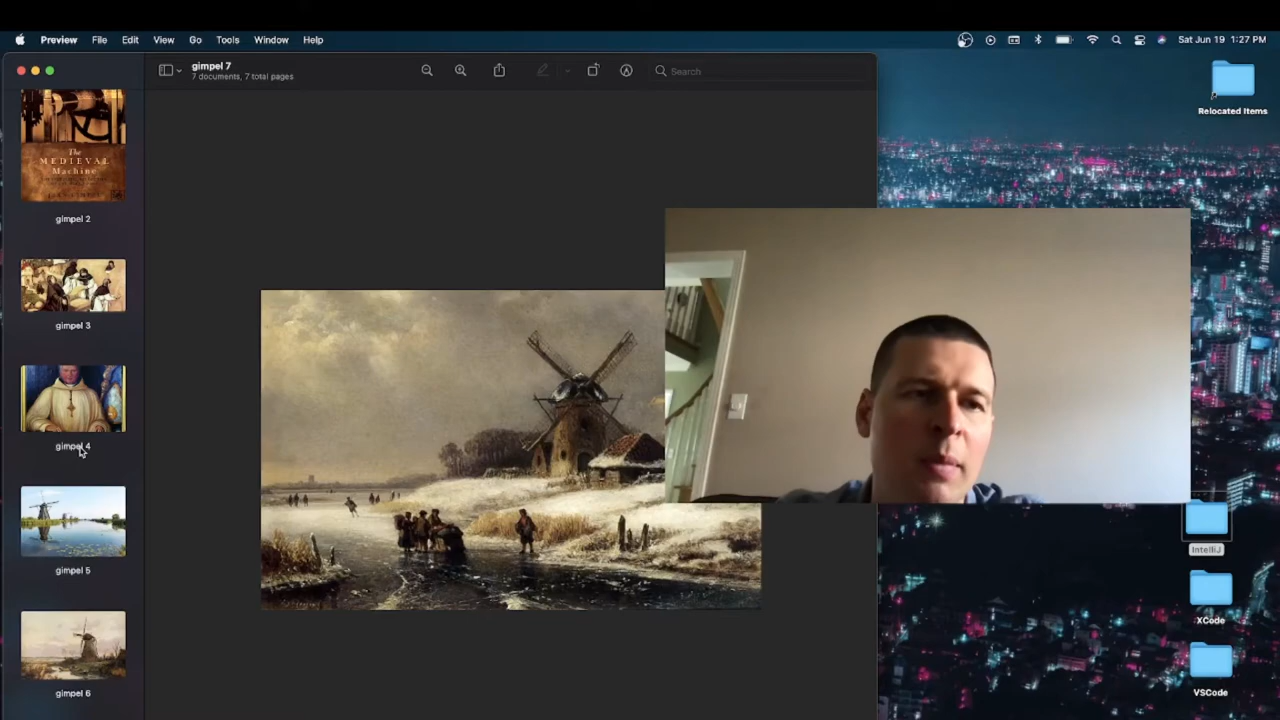 Preview File Edit View Go Tools Window Help
Sat Jun 19 1:27 PM
gimpel 7
7 documents, 7 total pages
Search
Relocated Items
The
MEDIEVAL
Machine
gimpel 2
gimpel 3
gimpel 4
gimpel 5
gimpel 6
IntelliJ
XCode
VSCode